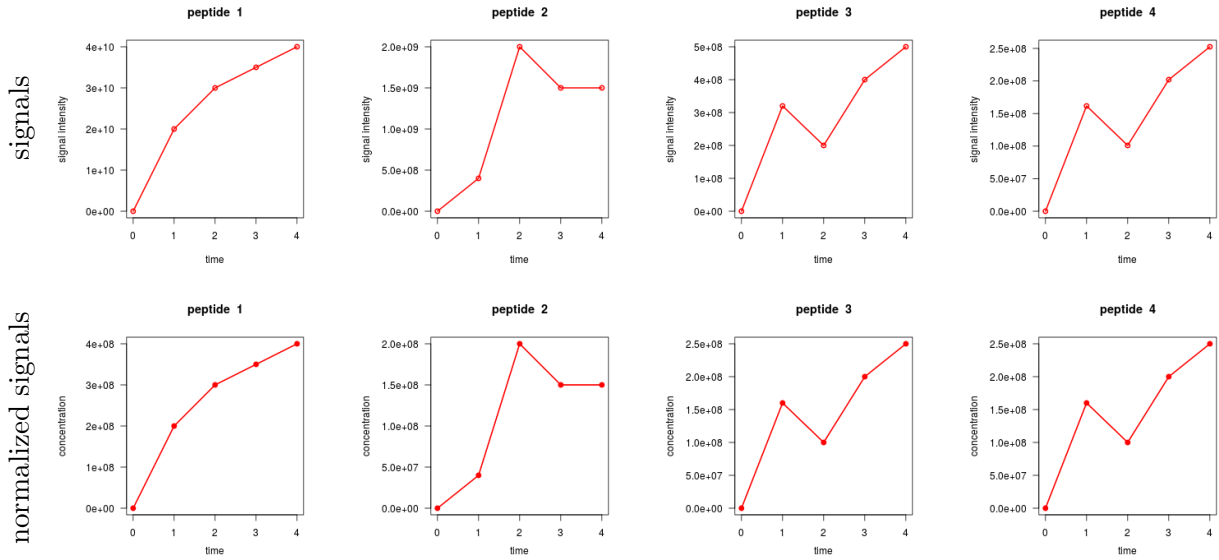 signals
peptide 1
signal intensity
4e+10
3e+10
2e+10
1e+10
0e+00
0 1 2 3 4
time
peptide 2
signal intensity
2.0e+09
1.5e+09
1.0e+09
5.0e+08
0.0e+00
0 1 2 3 4
time
peptide 3
signal intensity
5e+08
4e+08
3e+08
2e+08
1e+08
0e+00
0 1 2 3 4
time
peptide 4
signal intensity
2.5e+08
2.0e+08
1.5e+08
1.0e+08
5.0e+07
0.0e+00
0 1 2 3 4
time
normalized signals
peptide 1
concentration
4e+08
3e+08
2e+08
1e+08
0e+00
0 1 2 3 4
time
peptide 2
concentration
2.0e+08
1.5e+08
1.0e+08
5.0e+07
0.0e+00
0 1 2 3 4
time
peptide 3
concentration
2.5e+08
2.0e+08
1.5e+08
1.0e+08
5.0e+07
0.0e+00
0 1 2 3 4
time
peptide 4
concentration
2.5e+08
2.0e+08
1.5e+08
1.0e+08
5.0e+07
0.0e+00
0 1 2 3 4
time